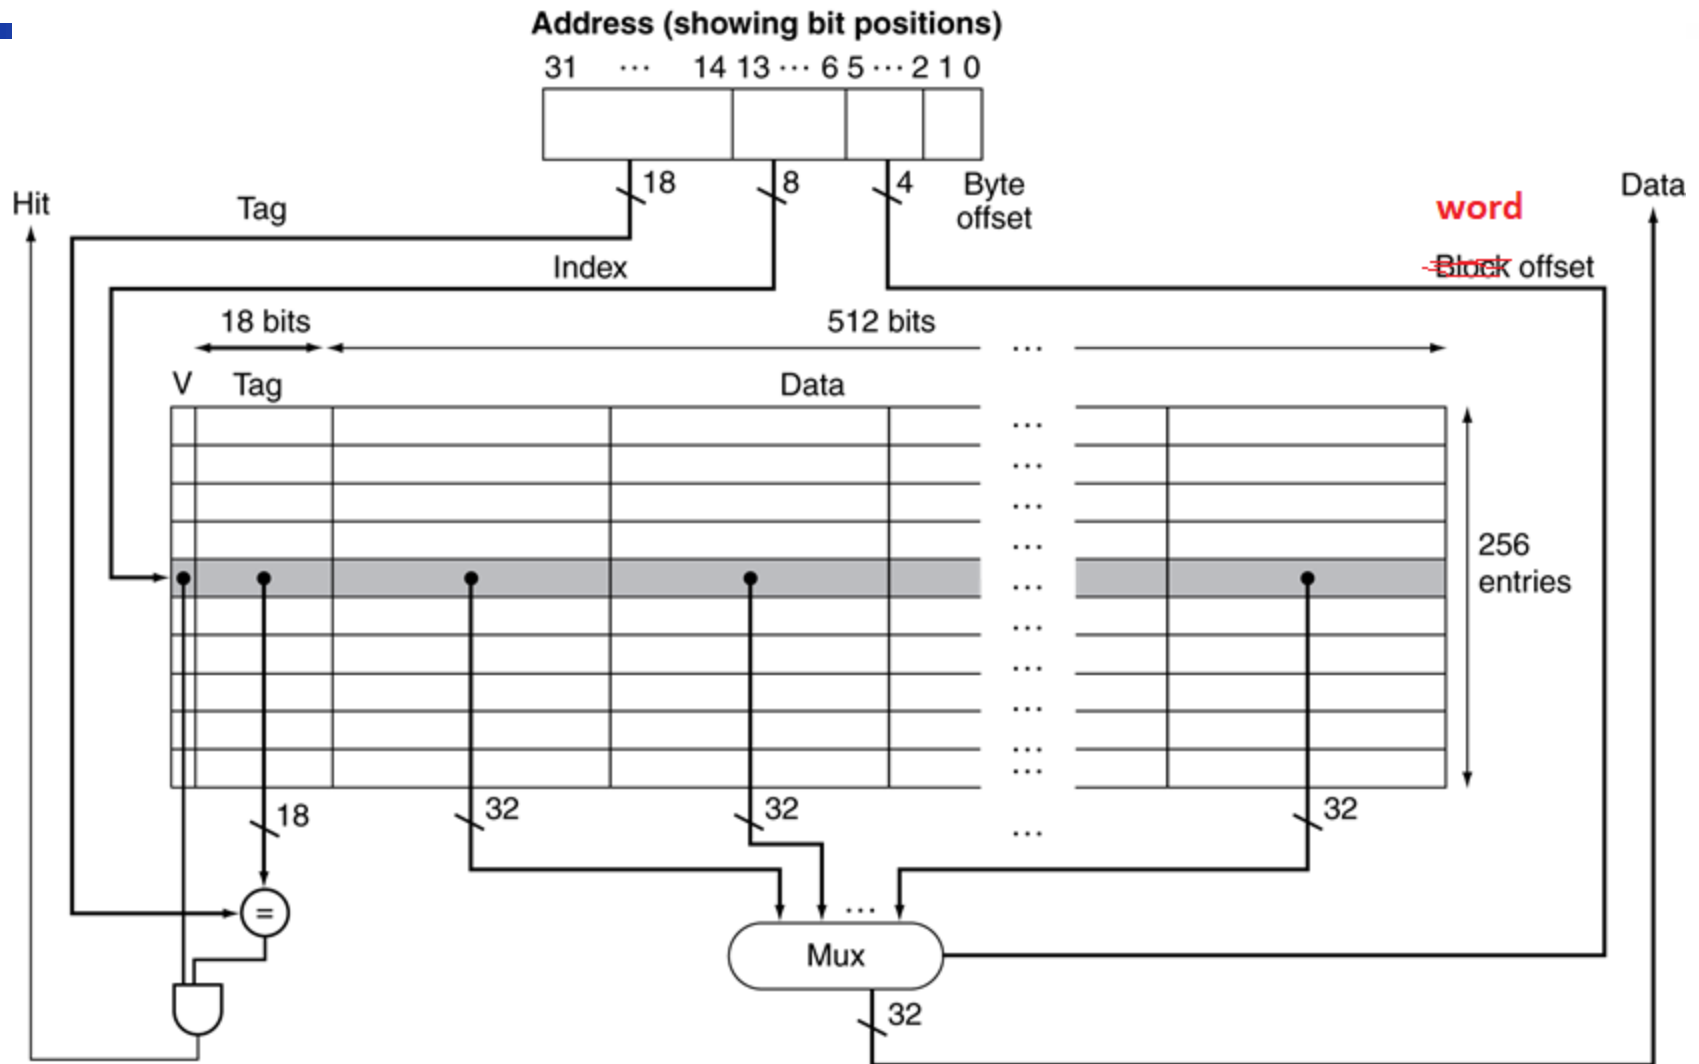 Address (showing bit positions)
31 ··· 14 13 ··· 6 5 ··· 2 1 0
18
8
4
Byte
offset
Hit
Tag
Data
word
Index
Block offset
18 bits
512 bits
···
V
Tag
Data
···
···
···
···
···
···
···
···
···
···
256
entries
18
32
32
···
32
=
···
Mux
32